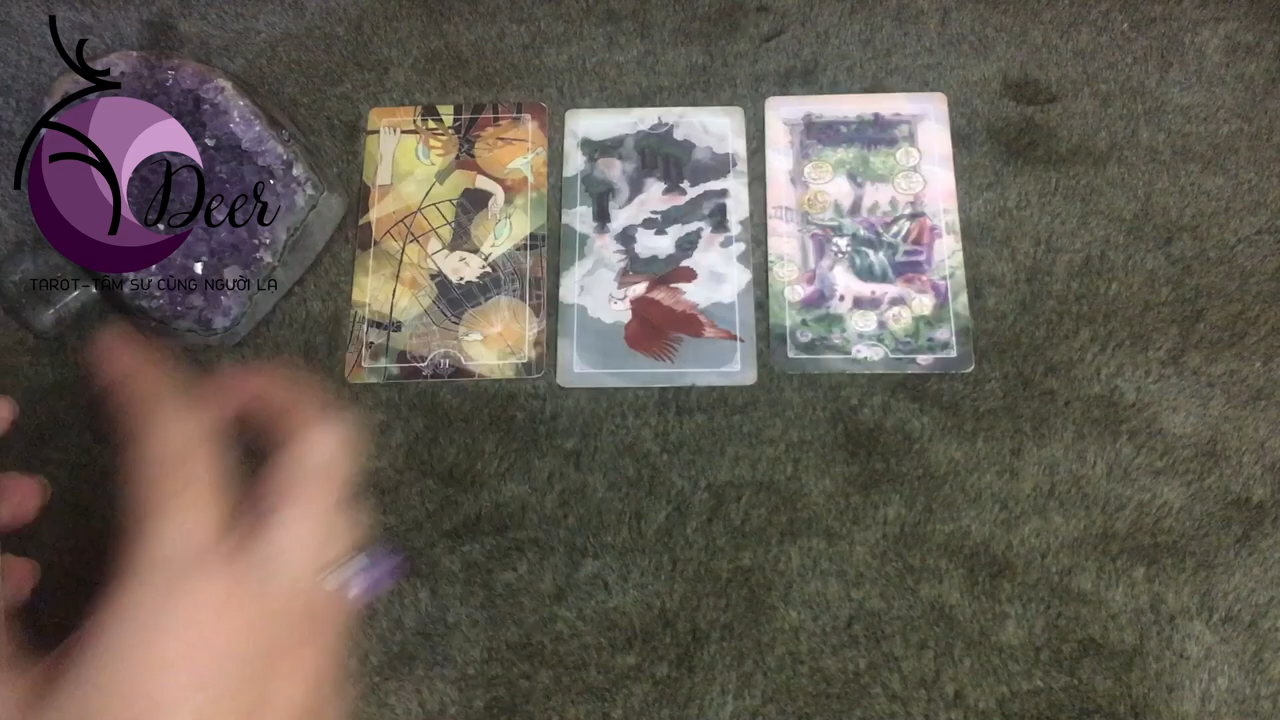 Deer
TAROT-TÂM SỰ CÙNG NGƯỜI LẠ